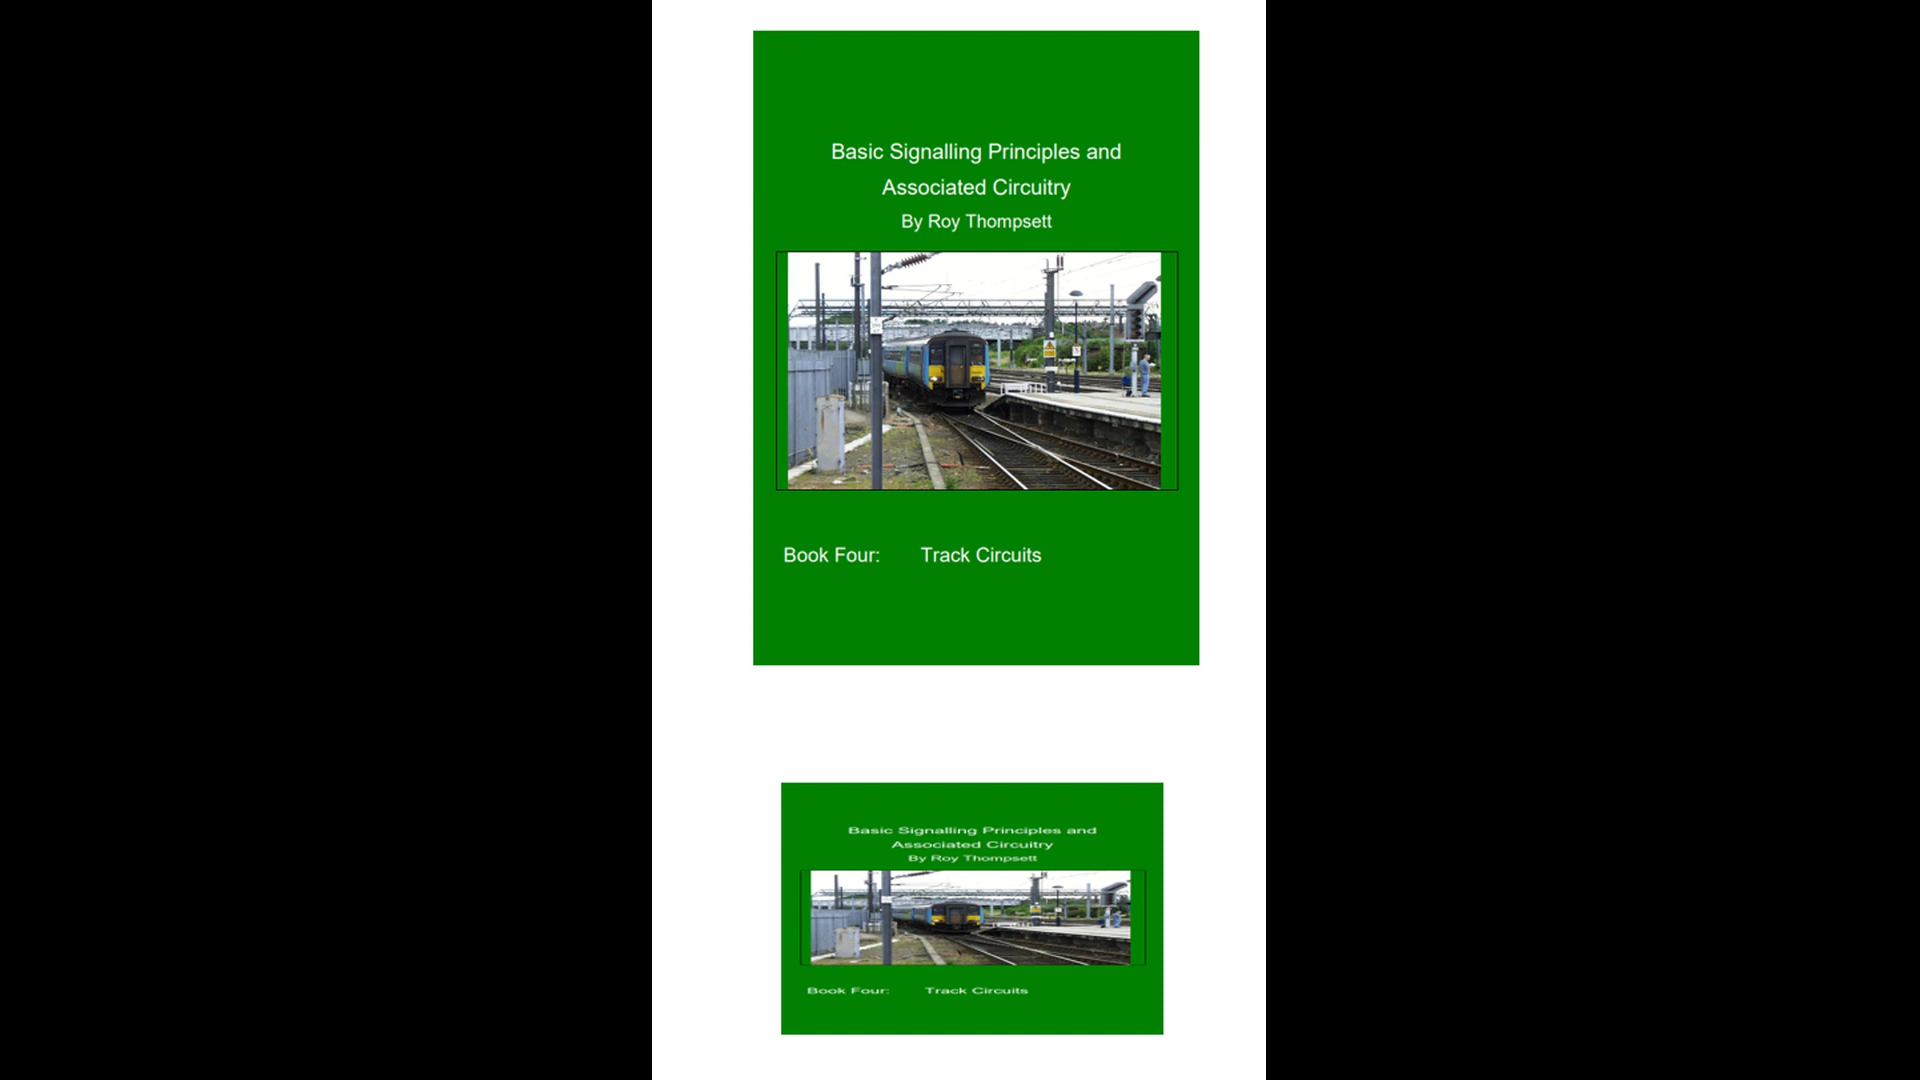 Basic Signalling Principles and
Associated Circuitry
By Roy Thompsett
Book Four: Track Circuits
Basic Signalling Principles and
Associated Circuitry
By Roy Thompsett
Book Four: Track Circuits